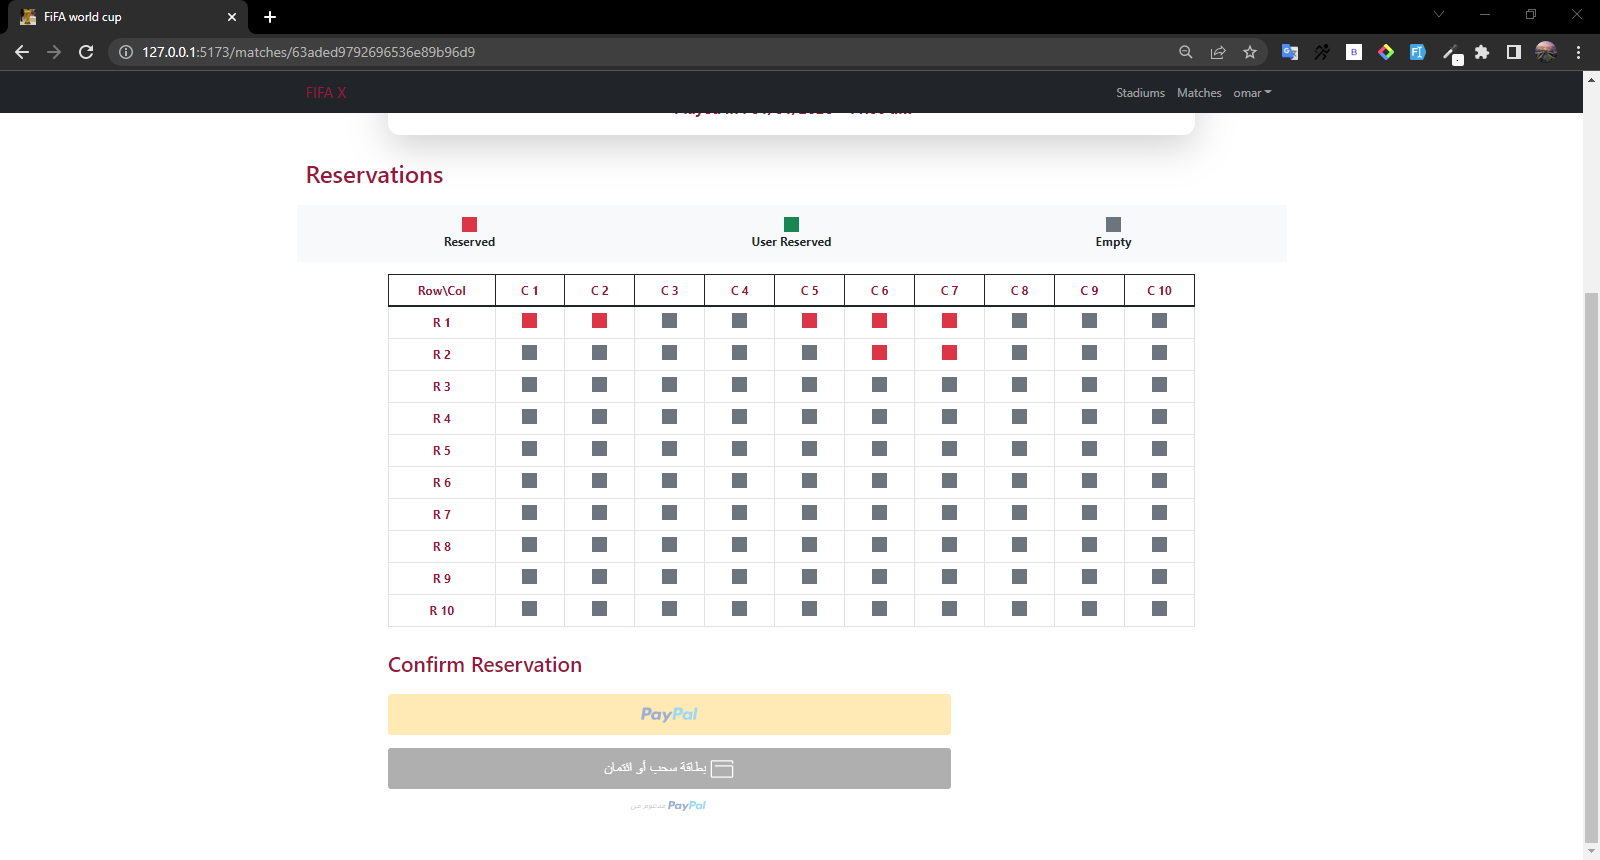 FiFA world cup
127.0.0.1:5173/matches/63aded9792696536e89b96d9
FIFA X
Stadiums Matches omar
Reservations
Reserved User Reserved Empty
Row\Col C 1 C 2 C 3 C 4 C 5 C 6 C 7 C 8 C 9 C 10
R 1
R 2
R 3
R 4
R 5
R 6
R 7
R 8
R 9
R 10
Confirm Reservation
PayPal
بطاقة سحب أو ائتمان
مدعوم من PayPal